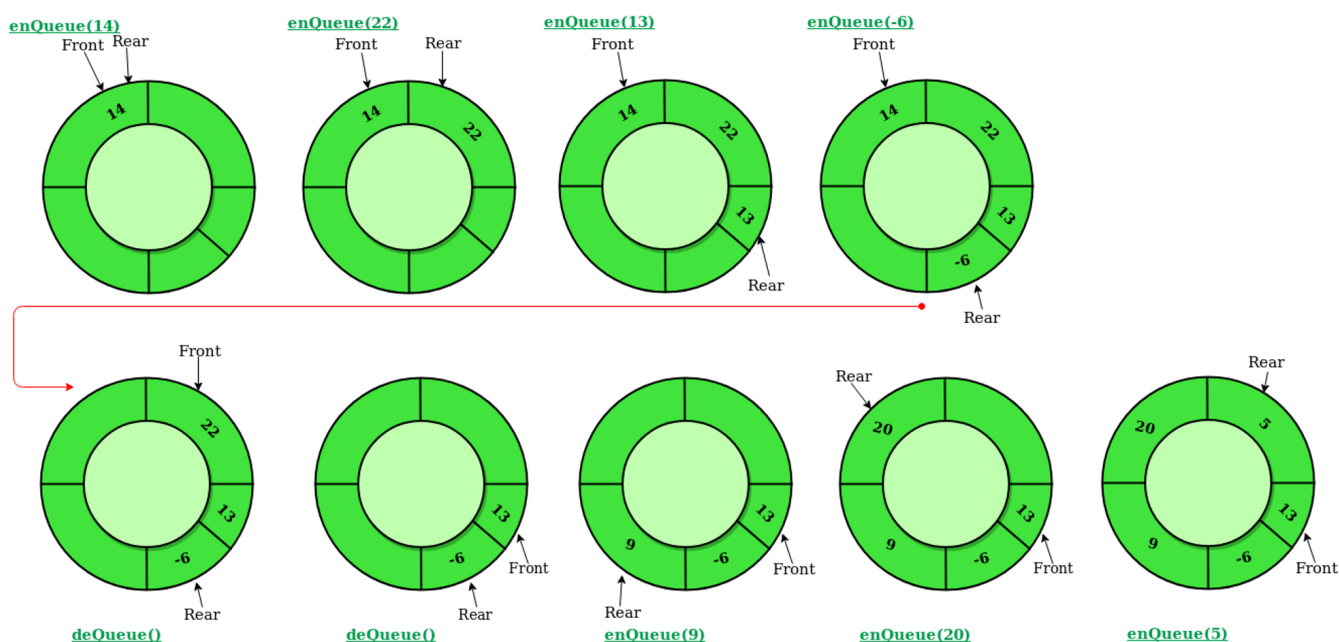 enQueue(14)
Front Rear
14
enQueue(22)
Front Rear
14 22
enQueue(13)
Front
14 22
13
Rear
enQueue(-6)
Front
14 22
13
-6
Rear
Front
22
13
-6
Rear
deQueue()
13
-6
Front
Rear
deQueue()
13
9 -6
Front
Rear
enQueue(9)
Rear
20
13
9 -6
Front
enQueue(20)
Rear
20 5
13
9 -6
Front
enQueue(5)